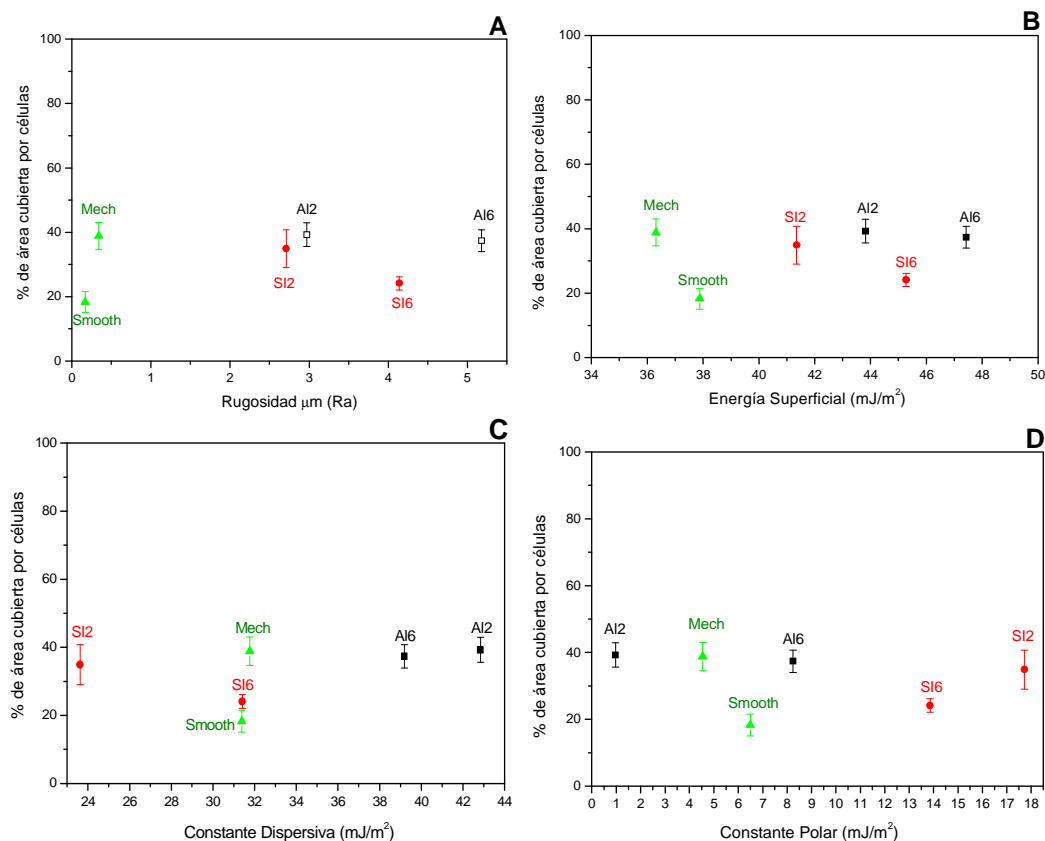 A
% de área cubierta por células
100
80
60
40
20
0
Mech
Smooth
SI2
Al2
SI6
Al6
0 1 2 3 4 5
Rugosidad μm (Ra)
B
% de área cubierta por células
100
80
60
40
20
0
Mech
Smooth
SI2
Al2
SI6
Al6
34 36 38 40 42 44 46 48 50
Energía Superficial (mJ/m²)
C
% de área cubierta por células
100
80
60
40
20
0
SI2
Mech
SI6
Smooth
Al6
Al2
24 26 28 30 32 34 36 38 40 42 44
Constante Dispersiva (mJ/m²)
D
% de área cubierta por células
100
80
60
40
20
0
Al2
Mech
Smooth
Al6
SI6
SI2
0 1 2 3 4 5 6 7 8 9 10 11 12 13 14 15 16 17 18
Constante Polar (mJ/m²)